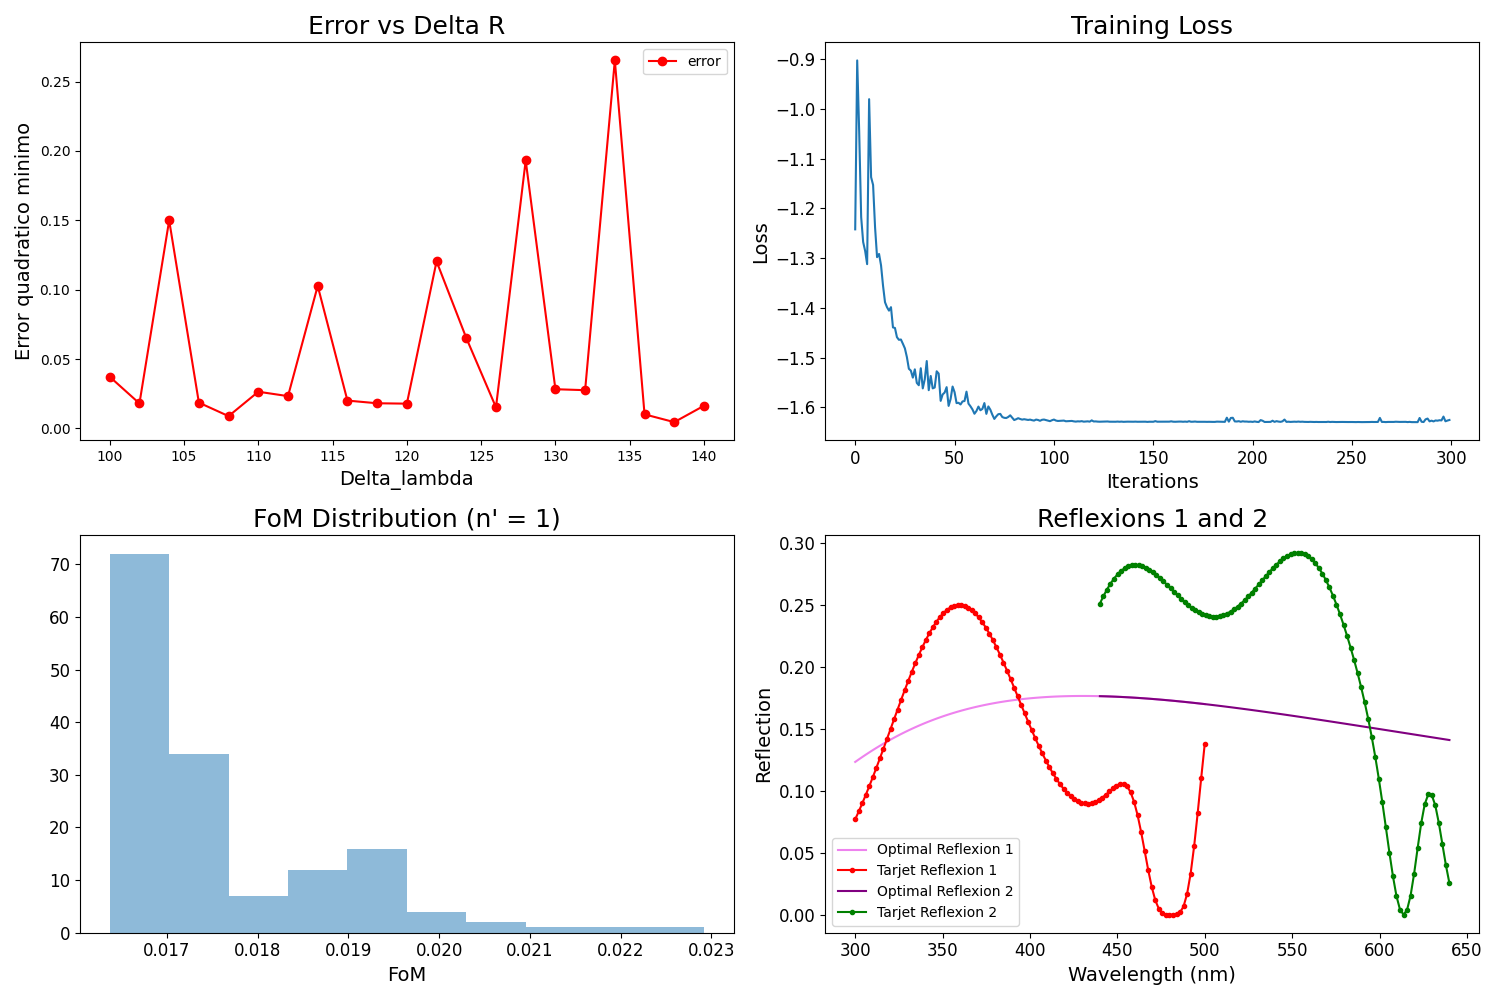 Error vs Delta R
Error quadratico minimo
0.25
0.20
0.15
0.10
0.05
0.00
error
100 105 110 115 120 125 130 135 140
Delta_lambda
Training Loss
Loss
−0.9
−1.0
−1.1
−1.2
−1.3
−1.4
−1.5
−1.6
0 50 100 150 200 250 300
Iterations
FoM Distribution (n' = 1)
70
60
50
40
30
20
10
0
0.017 0.018 0.019 0.020 0.021 0.022 0.023
FoM
Reflexions 1 and 2
Reflection
0.30
0.25
0.20
0.15
0.10
0.05
0.00
Optimal Reflexion 1
Tarjet Reflexion 1
Optimal Reflexion 2
Tarjet Reflexion 2
300 350 400 450 500 550 600 650
Wavelength (nm)